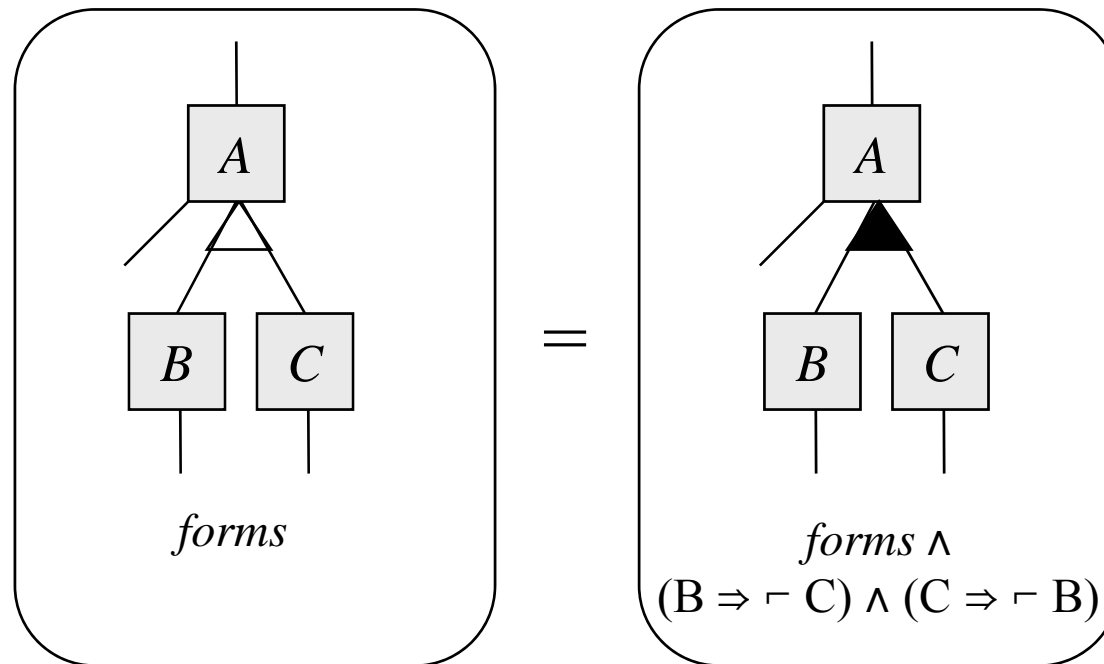 A
B
C
forms
=
A
B
C
forms ∧
(B ⇒ ⌐ C) ∧ (C ⇒ ⌐ B)